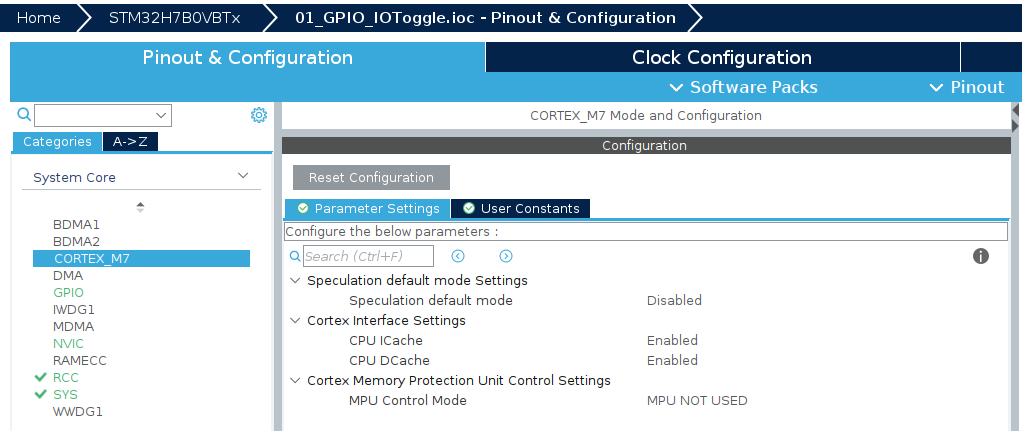 Home STM32H7B0VBTx 01_GPIO_IOToggle.ioc - Pinout & Configuration
Pinout & Configuration Clock Configuration
Software Packs Pinout
CORTEX_M7 Mode and Configuration
Categories A->Z
Configuration
System Core
Reset Configuration
Parameter Settings User Constants
BDMA1
BDMA2
CORTEX_M7
DMA
GPIO
IWDG1
MDMA
NVIC
RAMECC
RCC
SYS
WWDG1
Configure the below parameters :
Search (Ctrl+F)
Speculation default mode Settings
Speculation default mode Disabled
Cortex Interface Settings
CPU ICache Enabled
CPU DCache Enabled
Cortex Memory Protection Unit Control Settings
MPU Control Mode MPU NOT USED